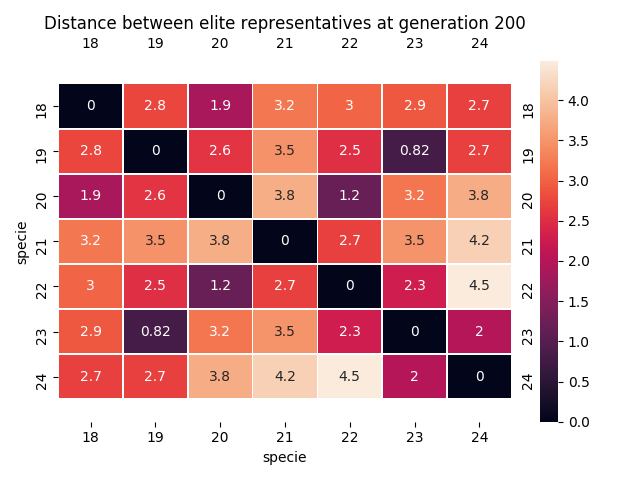 Distance between elite representatives at generation 200
18 19 20 21 22 23 24
18 0 2.8 1.9 3.2 3 2.9 2.7 18
19 2.8 0 2.6 3.5 2.5 0.82 2.7 19
20 1.9 2.6 0 3.8 1.2 3.2 3.8 20
21 3.2 3.5 3.8 0 2.7 3.5 4.2 21
22 3 2.5 1.2 2.7 0 2.3 4.5 22
23 2.9 0.82 3.2 3.5 2.3 0 2 23
24 2.7 2.7 3.8 4.2 4.5 2 0 24
18 19 20 21 22 23 24
specie
specie
4.0
3.5
3.0
2.5
2.0
1.5
1.0
0.5
0.0